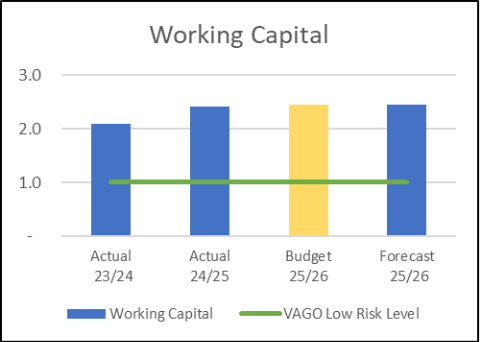 Working Capital
3.0
2.0
1.0
-
Actual 23/24
Actual 24/25
Budget 25/26
Forecast 25/26
Working Capital
VAGO Low Risk Level